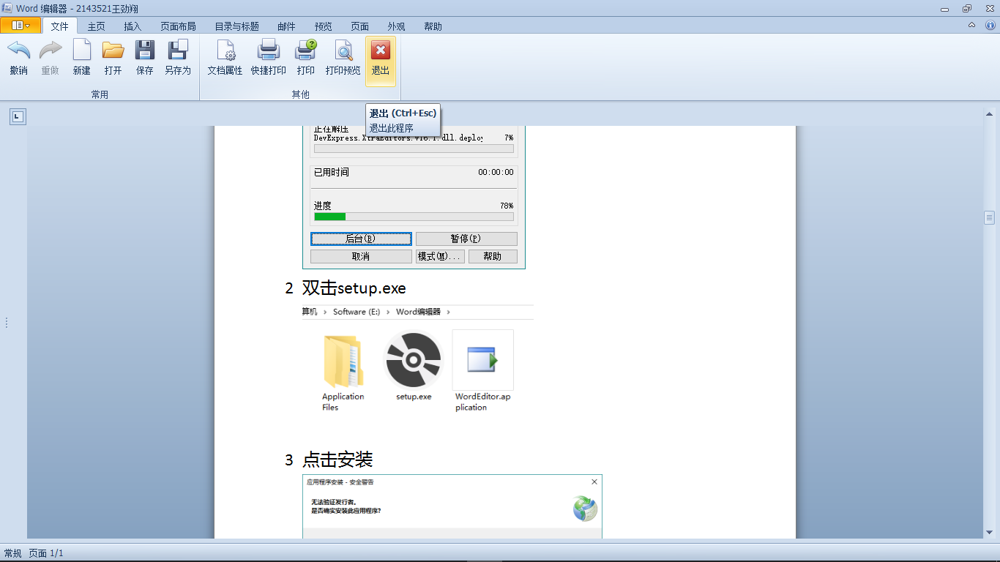 Word 编辑器 - 2143521王劲翔
文件 主页 插入 页面布局 目录与标题 邮件 预览 页面 外观 帮助
撤销 重做 新建 打开 保存 另存为 文档属性 快捷打印 打印 打印预览 退出
常用 其他
退出 (Ctrl+Esc)
退出此程序
正在解压
DevExpress.XtraEditors.v16.1.dll.deploy 7%
已用时间 00:00:00
进度 78%
后台(B) 暂停(P)
取消 模式(M)... 帮助
2 双击setup.exe
算机 › Software (E:) › Word编辑器 ›
Application
Files
setup.exe
WordEditor.ap
plication
3 点击安装
应用程序安装 - 安全警告
无法验证发行者。
是否确实安装此应用程序?
常规 页面 1/1